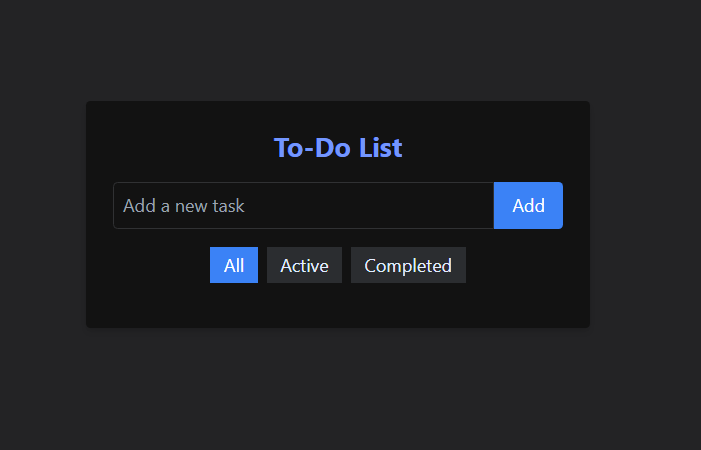 To-Do List
Add a new task Add
All Active Completed